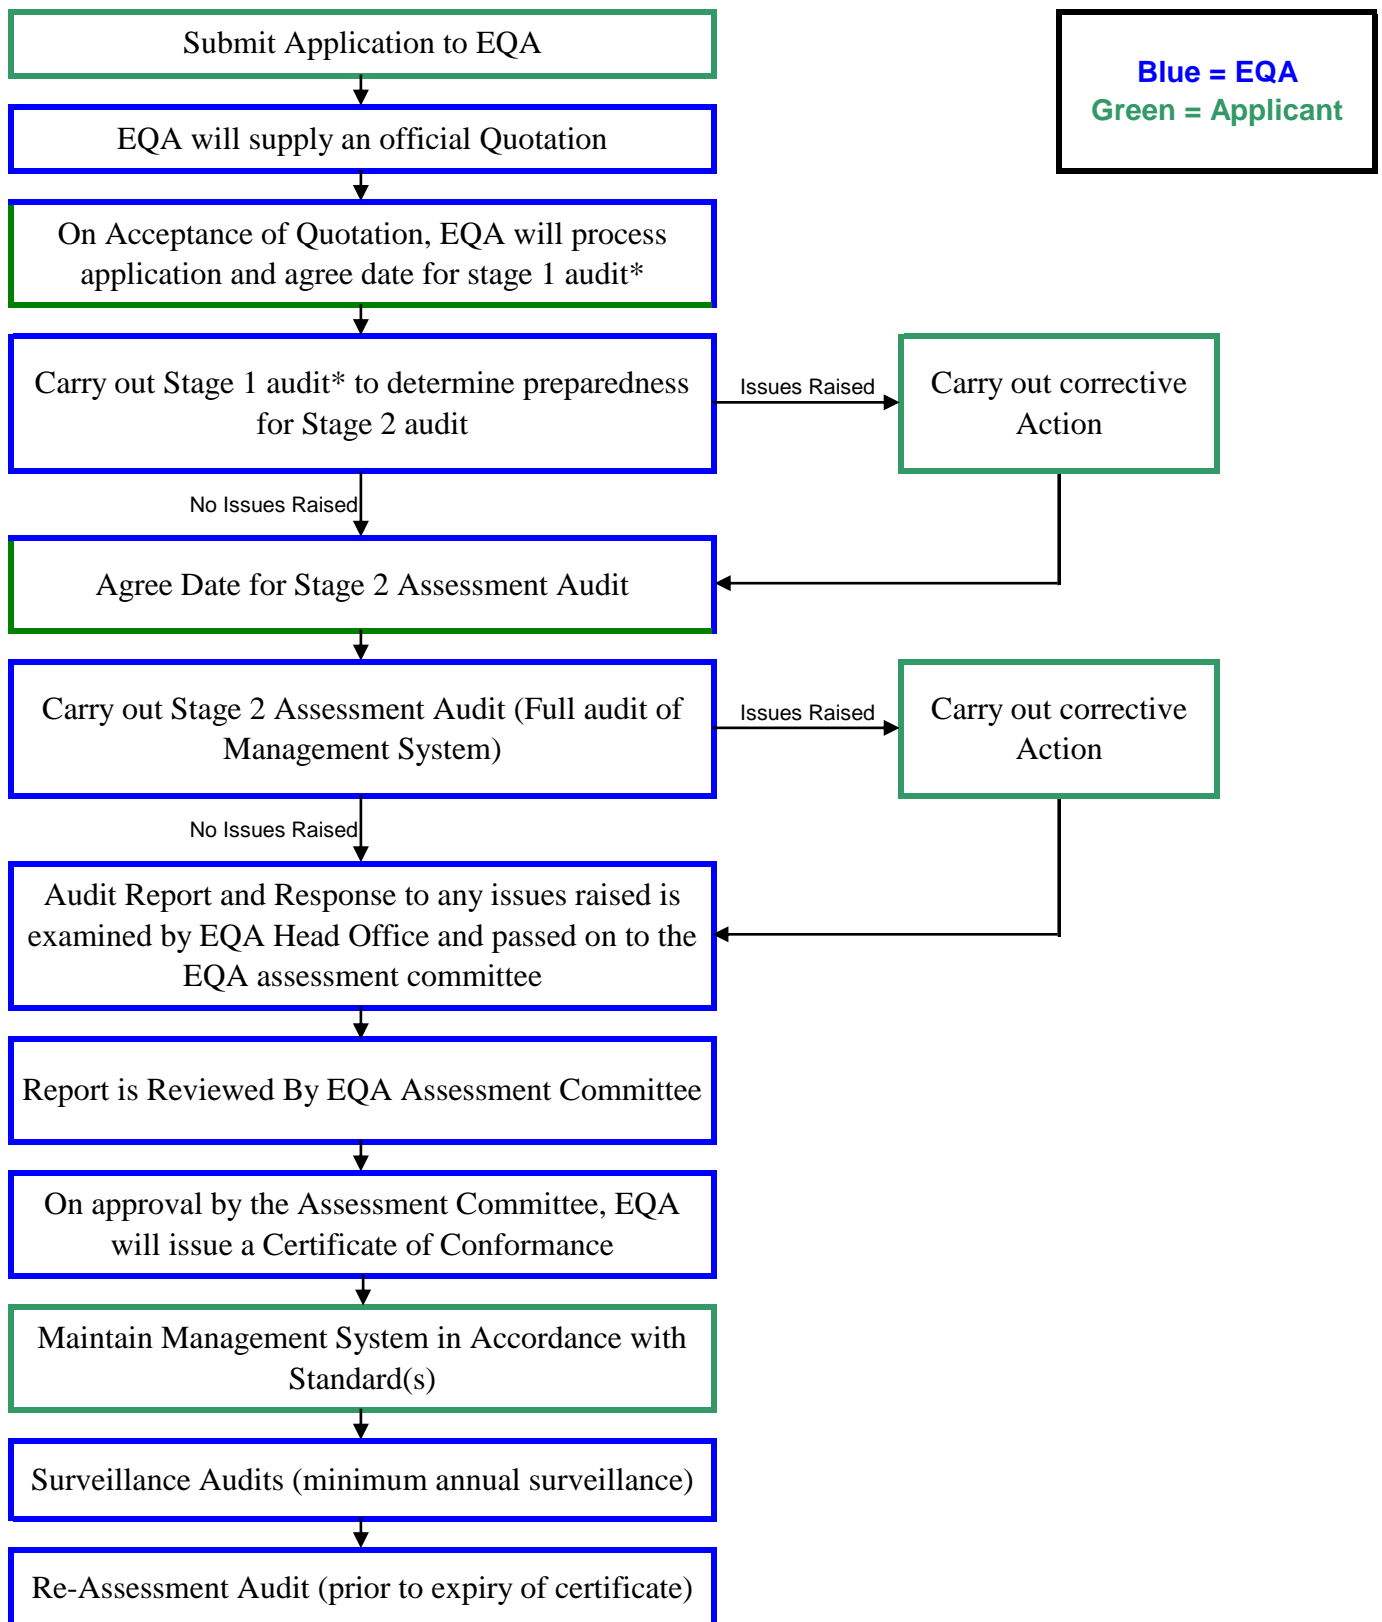 Submit Application to EQA
Blue = EQA
Green = Applicant
EQA will supply an official Quotation
On Acceptance of Quotation, EQA will process
application and agree date for stage 1 audit*
Carry out Stage 1 audit* to determine preparedness
for Stage 2 audit
Issues Raised
Carry out corrective
Action
No Issues Raised
Agree Date for Stage 2 Assessment Audit
Carry out Stage 2 Assessment Audit (Full audit of
Management System)
Issues Raised
Carry out corrective
Action
No Issues Raised
Audit Report and Response to any issues raised is
examined by EQA Head Office and passed on to the
EQA assessment committee
Report is Reviewed By EQA Assessment Committee
On approval by the Assessment Committee, EQA
will issue a Certificate of Conformance
Maintain Management System in Accordance with
Standard(s)
Surveillance Audits (minimum annual surveillance)
Re-Assessment Audit (prior to expiry of certificate)